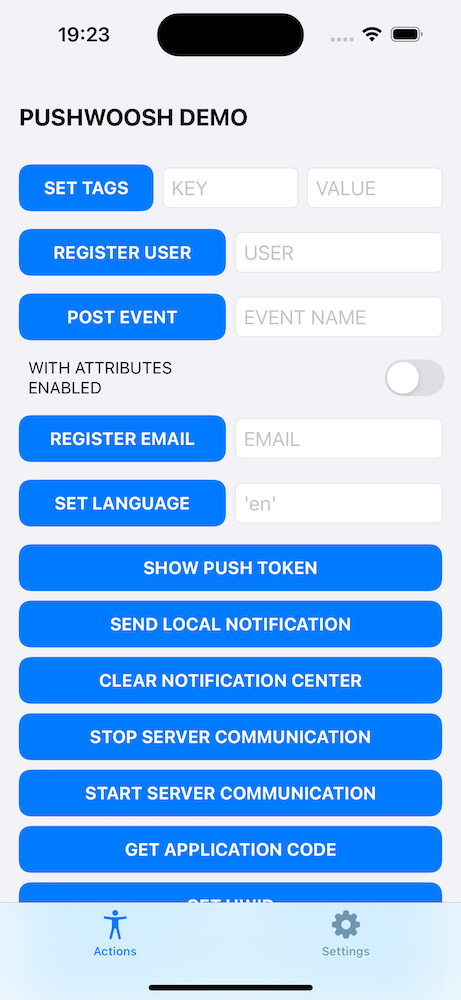 19:23
PUSHWOOSH DEMO
SET TAGS KEY VALUE
REGISTER USER USER
POST EVENT EVENT NAME
WITH ATTRIBUTES
ENABLED
REGISTER EMAIL EMAIL
SET LANGUAGE 'en'
SHOW PUSH TOKEN
SEND LOCAL NOTIFICATION
CLEAR NOTIFICATION CENTER
STOP SERVER COMMUNICATION
START SERVER COMMUNICATION
GET APPLICATION CODE
GET HWID
Actions Settings